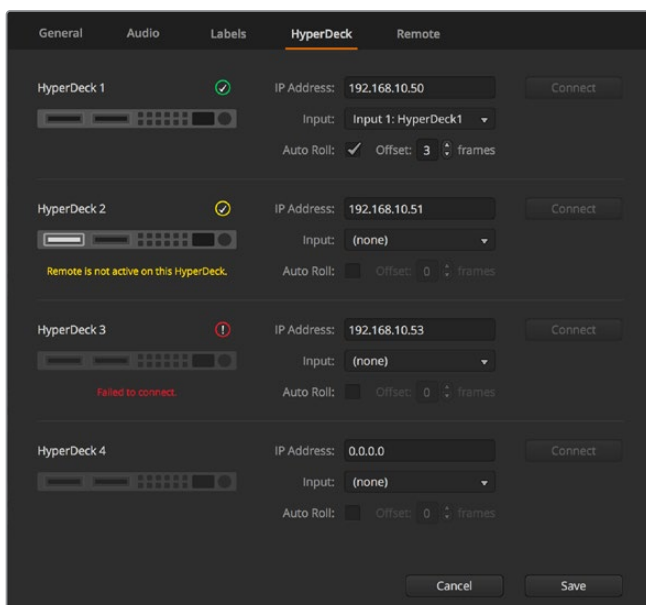 General Audio Labels HyperDeck Remote
HyperDeck 1 IP Address: 192.168.10.50 Connect
Input: Input 1: HyperDeck1
Auto Roll: Offset: 3 frames
HyperDeck 2 IP Address: 192.168.10.51 Connect
Input: (none)
Remote is not active on this HyperDeck. Auto Roll: Offset: 0 frames
HyperDeck 3 IP Address: 192.168.10.53 Connect
Input: (none)
Failed to connect. Auto Roll: Offset: 0 frames
HyperDeck 4 IP Address: 0.0.0.0 Connect
Input: (none)
Auto Roll: Offset: 0 frames
Cancel Save